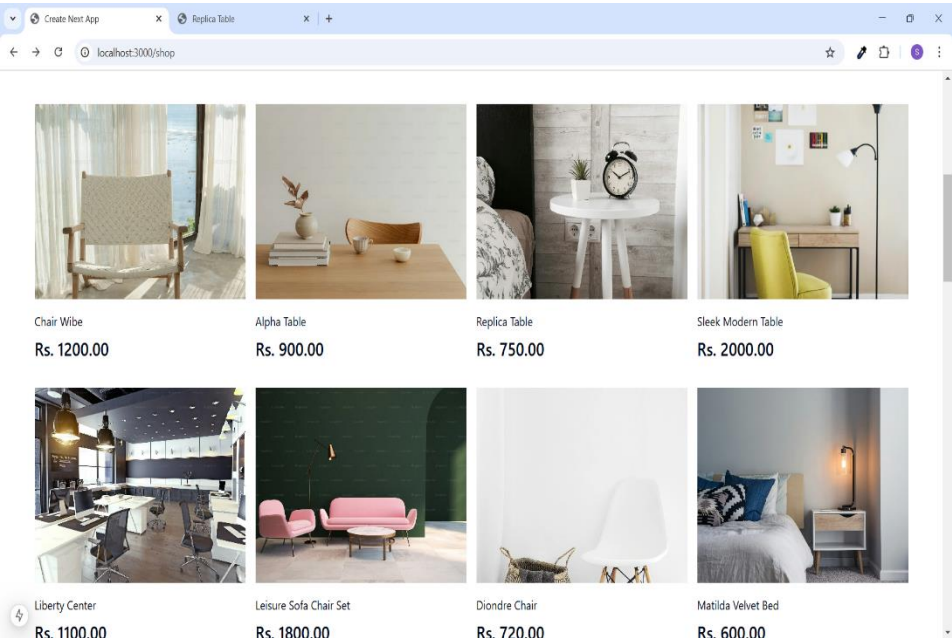 Create Next App
Replica Table
localhost:3000/shop
S
Chair Wibe
Alpha Table
Replica Table
Sleek Modern Table
Rs. 1200.00
Rs. 900.00
Rs. 750.00
Rs. 2000.00
Liberty Center
Leisure Sofa Chair Set
Diondre Chair
Matilda Velvet Bed
Rs. 1100.00
Rs. 1800.00
Rs. 720.00
Rs. 600.00